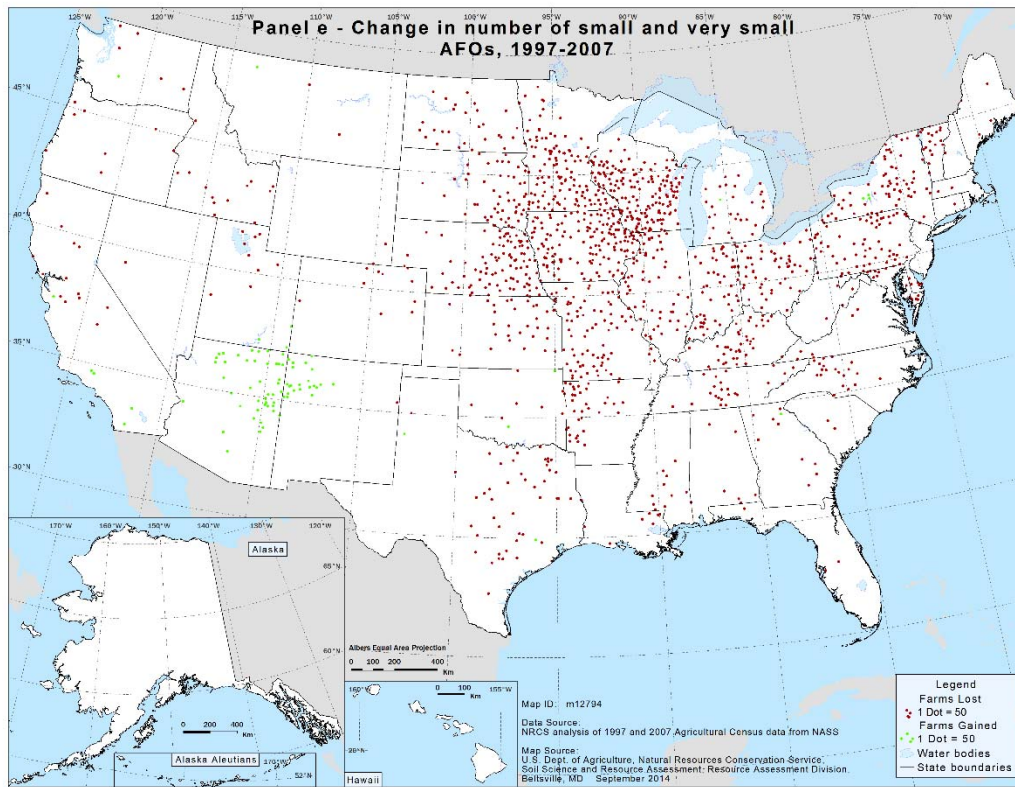 Panel e - Change in number of small and very small
AFOs, 1997-2007
125°W 120°W 115°W 110°W 105°W 100°W 95°W 90°W 85°W 80°W 75°W 70°W
45°N
40°N
35°N
30°N
170°W 160°W 150°W 140°W 130°W 120°W
Alaska
65°N
60°N
0 200 400
Km
Alaska Aleutians
170°W
52°N
Albers Equal Area Projection
0 100 200 400
Km
160°W
0 100
Km
155°W
20°N
Hawaii
Map ID: m12794
Data Source:
NRCS analysis of 1997 and 2007 Agricultural Census data from NASS
Map Source:
U.S. Dept. of Agriculture, Natural Resources Conservation Service,
Soil Science and Resource Assessment, Resource Assessment Division,
Beltsville, MD September 2014
Legend
Farms Lost
1 Dot = 50
Farms Gained
1 Dot = 50
Water bodies
State boundaries